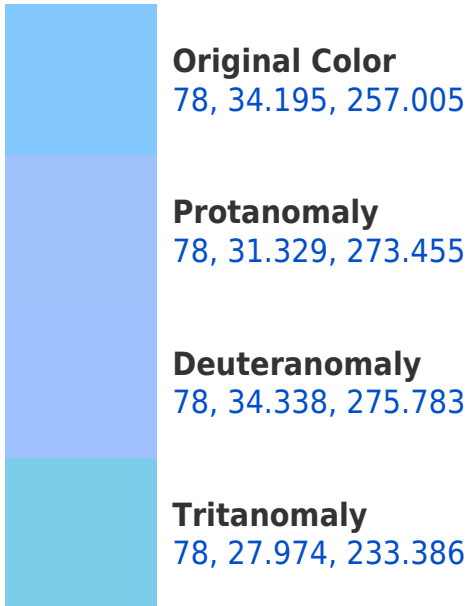 Original Color
78, 34.195, 257.005
Protanomaly
78, 31.329, 273.455
Deuteranomaly
78, 34.338, 275.783
Tritanomaly
78, 27.974, 233.386